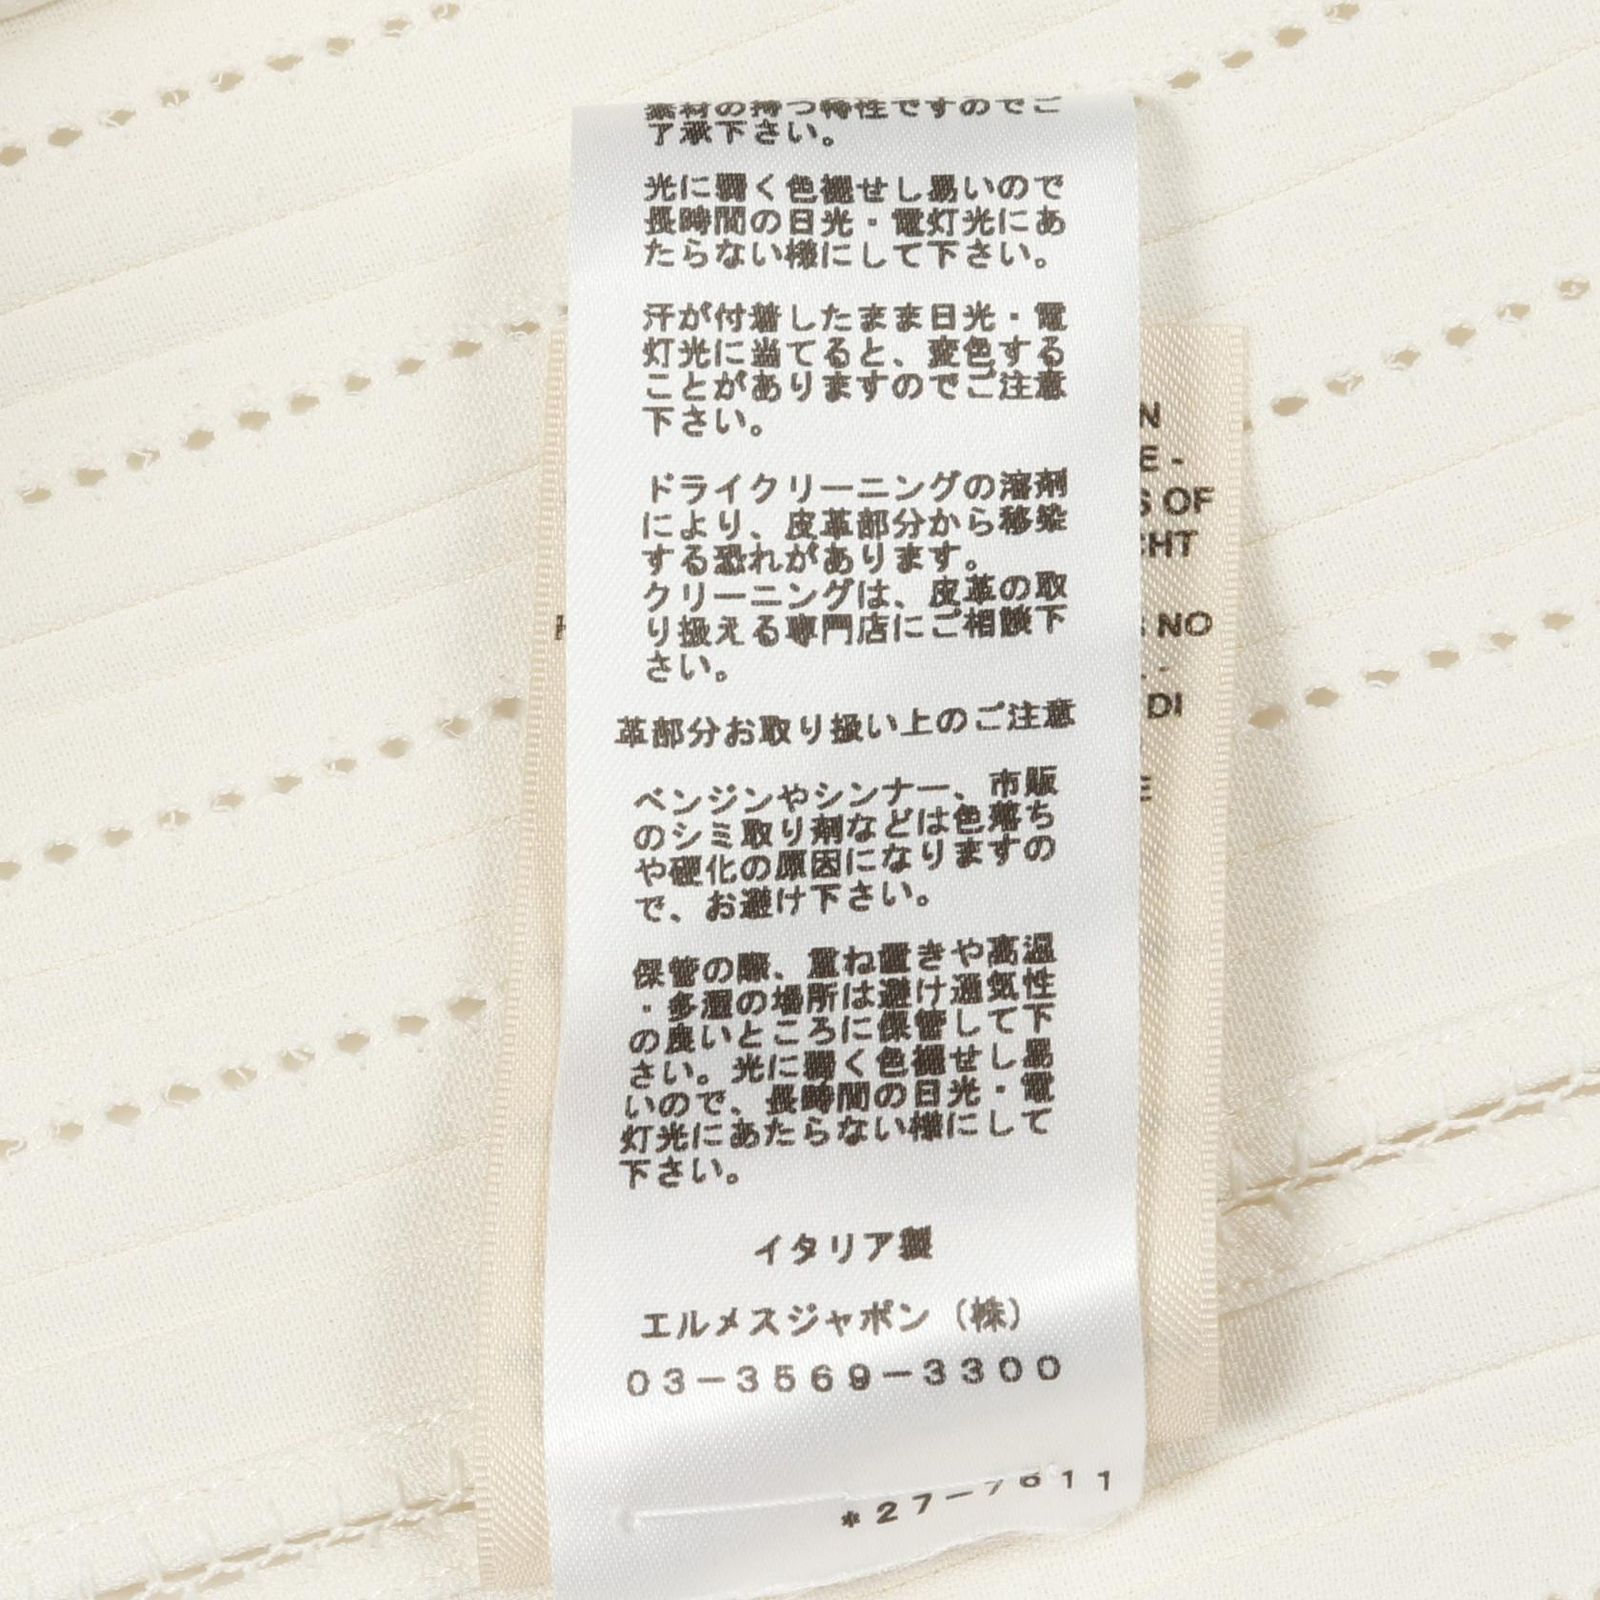 素材の持つ特性ですのでご
了承下さい。
光に弱く色褪せし易いので
長時間の日光・電灯光にあ
たらない様にして下さい。
汗が付着したまま日光・電
灯光に当てると、変色する
ことがありますのでご注意
下さい。
ドライクリーニングの溶剤
により、皮革部分から移染
する恐れがあります。
クリーニングは、皮革の取
り扱える専門店にご相談下
さい。
革部分お取り扱い上のご注意
ベンジンやシンナー、市販
のシミ取り剤などは色落ち
や硬化の原因になりますの
で、お避け下さい。
保管の際、重ね置きや高温
・多湿の場所は避け通気性
の良いところに保管して下
さい。光に弱く色褪せし易
いので、長時間の日光・電
灯光にあたらない様にして
下さい。
イタリア製
エルメスジャポン（株）
03-3569-3300
*27-7611
N
E -
S OF
CHT
NO
DI
E